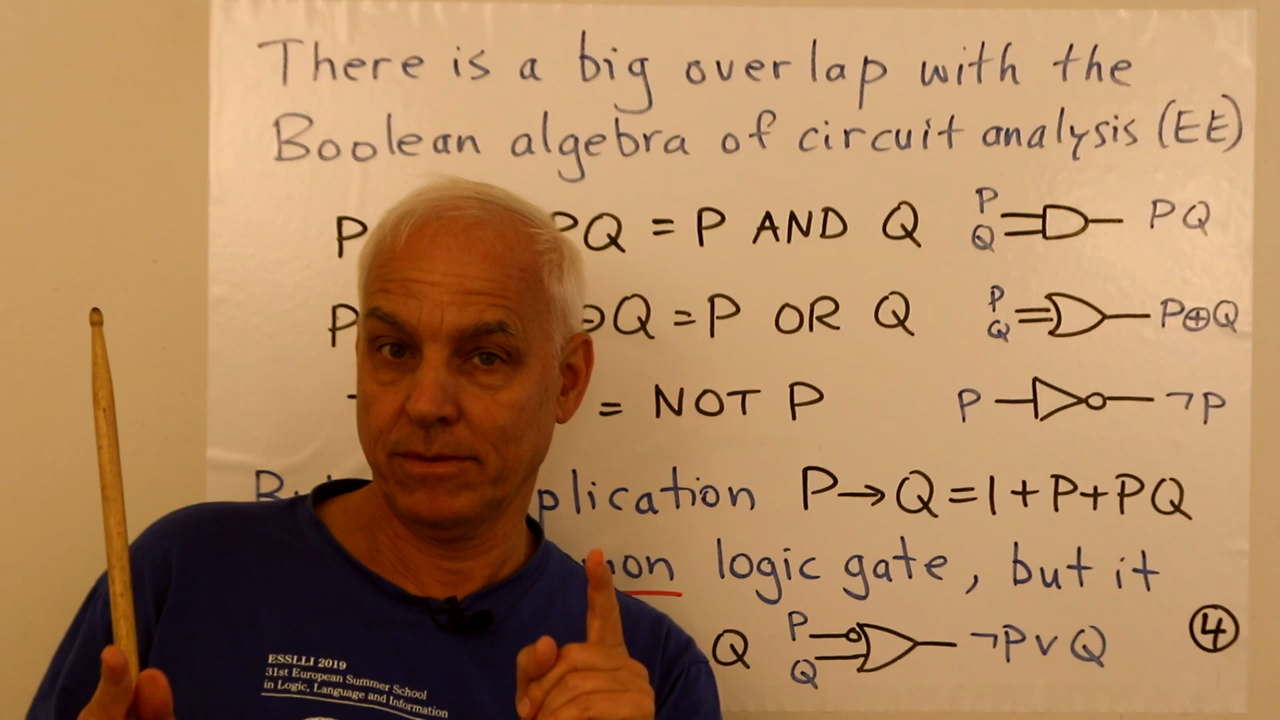 There is a big overlap with the
Boolean algebra of circuit analysis (EE)
P PQ = P AND Q P Q PQ
P Q = P OR Q P Q P⊕Q
= NOT P P ¬P
P→Q = 1+P+PQ
logic gate, but it
Q P Q ¬P∨Q
4
ESSLLI 2019
31st European Summer School
in Logic, Language and Information